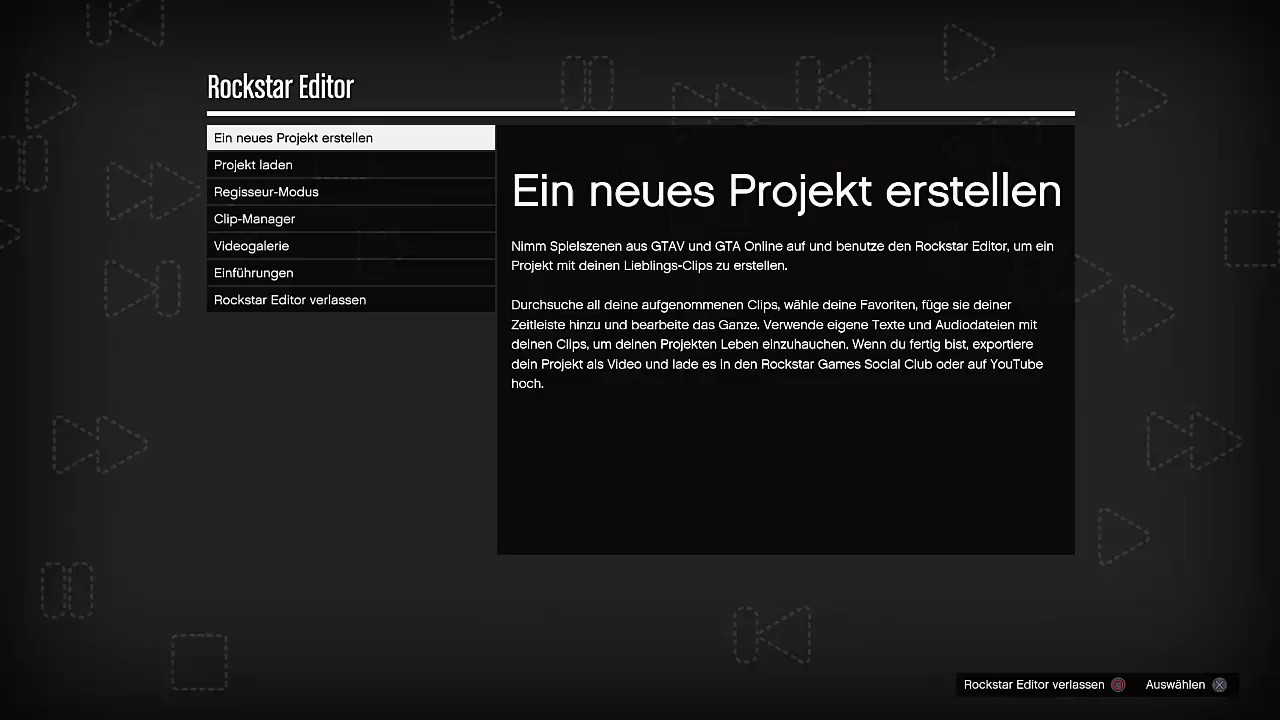 Rockstar Editor
Ein neues Projekt erstellen
Projekt laden
Regisseur-Modus
Clip-Manager
Videogalerie
Einführungen
Rockstar Editor verlassen
Ein neues Projekt erstellen
Nimm Spielszenen aus GTAV und GTA Online auf und benutze den Rockstar Editor, um ein
Projekt mit deinen Lieblings-Clips zu erstellen.
Durchsuche all deine aufgenommenen Clips, wähle deine Favoriten, füge sie deiner
Zeitleiste hinzu und bearbeite das Ganze. Verwende eigene Texte und Audiodateien mit
deinen Clips, um deinen Projekten Leben einzuhauchen. Wenn du fertig bist, exportiere
dein Projekt als Video und lade es in den Rockstar Games Social Club oder auf YouTube
hoch.
Rockstar Editor verlassen Auswählen